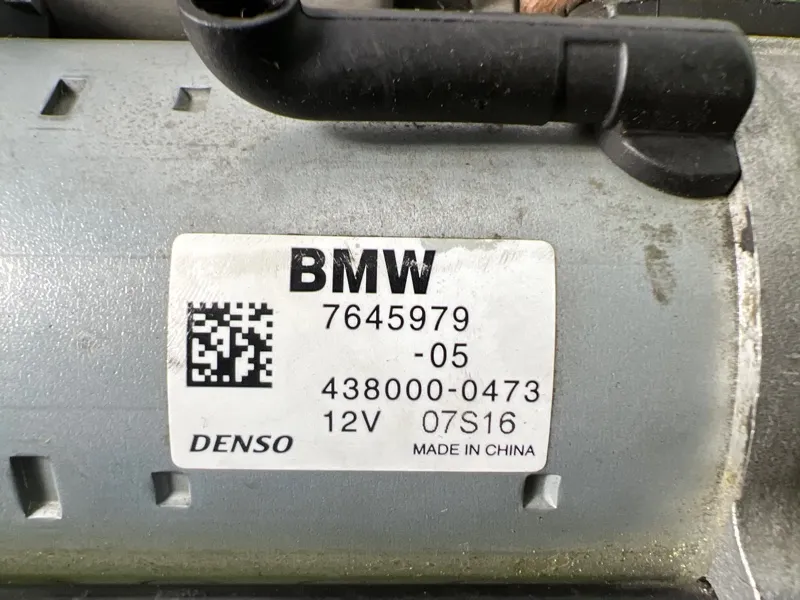 BMW
7645979
-05
438000-0473
12V 07S16
DENSO MADE IN CHINA